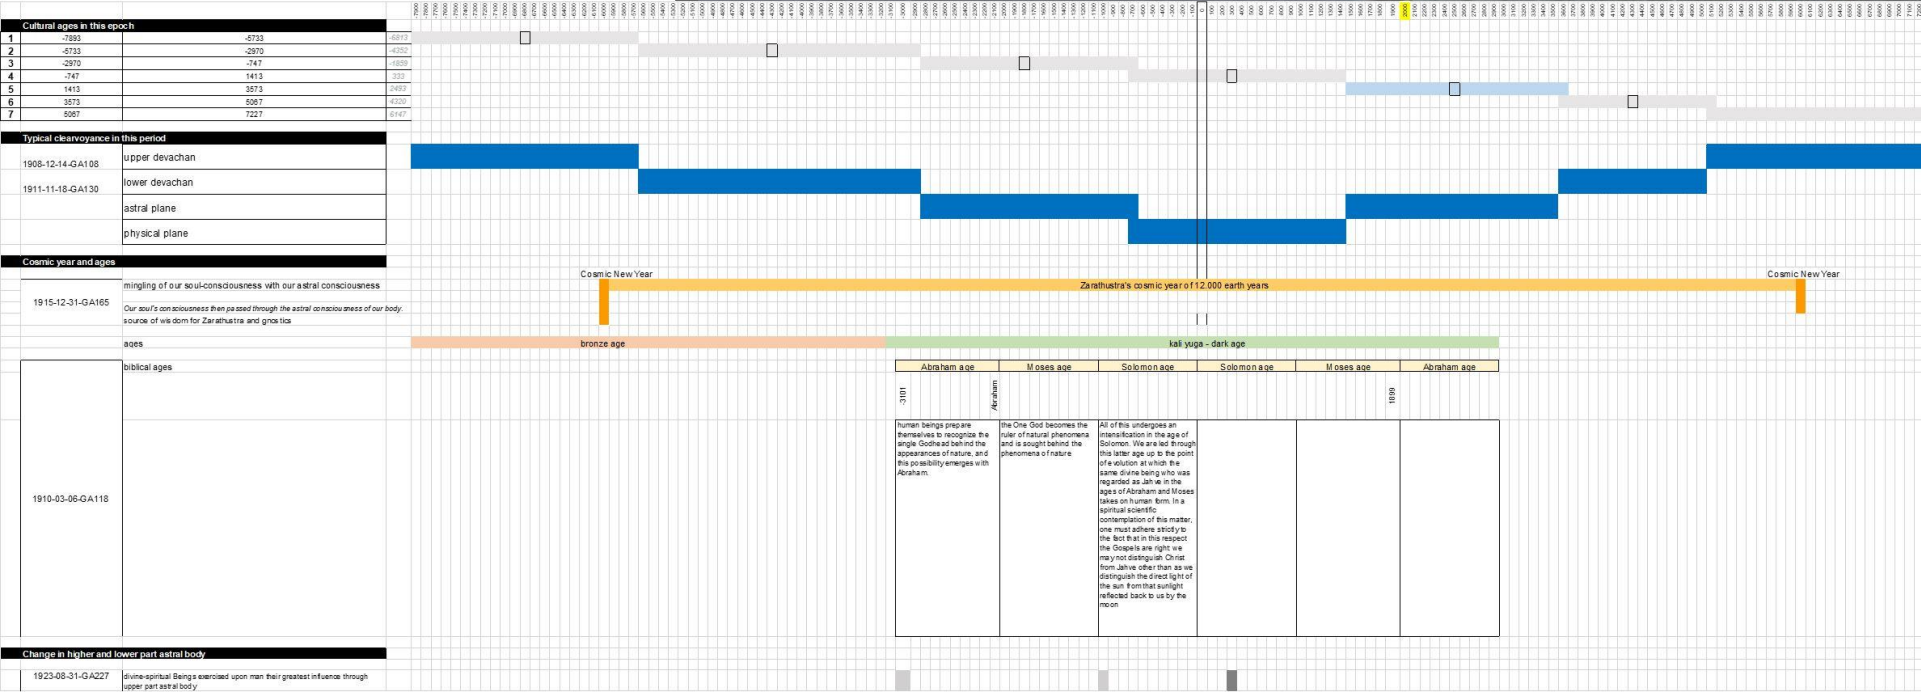 Cultural ages in this epoch
1 -7893 -5733 -6813
2 -5733 -2970 -4352
3 -2970 -747 -1859
4 -747 1413 333
5 1413 3573 2493
6 3573 5067 4320
7 5067 7227 6147
Typical clearvoyance in this period
1908-12-14-GA108 upper devachan
1911-11-18-GA130 lower devachan
astral plane
physical plane
Cosmic year and ages
Cosmic New Year Cosmic New Year
mingling of our soul-consciousness with our astral consciousness
Zarathustra's cosmic year of 12.000 earth years
1915-12-31-GA165
Our soul's consciousness then passed through the astral consciousness of our body.
source of wisdom for Zarathustra and gnostics
ages bronze age kali yuga - dark age
biblical ages Abraham age Moses age Solomon age Solomon age Moses age Abraham age
-3101 Abraham 1899
1910-03-06-GA118
human beings prepare
themselves to recognize the
single Godhead behind the
appearances of nature, and
this possibility emerges with
Abraham.
the One God becomes the
ruler of natural phenomena
and is sought behind the
phenomena of nature
All of this undergoes an
intensification in the age of
Solomon. We are led through
this latter age up to the point
of evolution at which the
same divine being who was
regarded as Jahve in the
ages of Abraham and Moses
takes on human form. In a
spiritual scientific
contemplation of this matter,
one must adhere strictly to
the fact that in this respect
the Gospels are right: we
may not distinguish Christ
from Jahve other than as we
distinguish the direct light of
the sun from that sunlight
reflected back to us by the
moon
Change in higher and lower part astral body
1923-08-31-GA227 divine-spiritual Beings exercised upon man their greatest influence through
upper part astral body